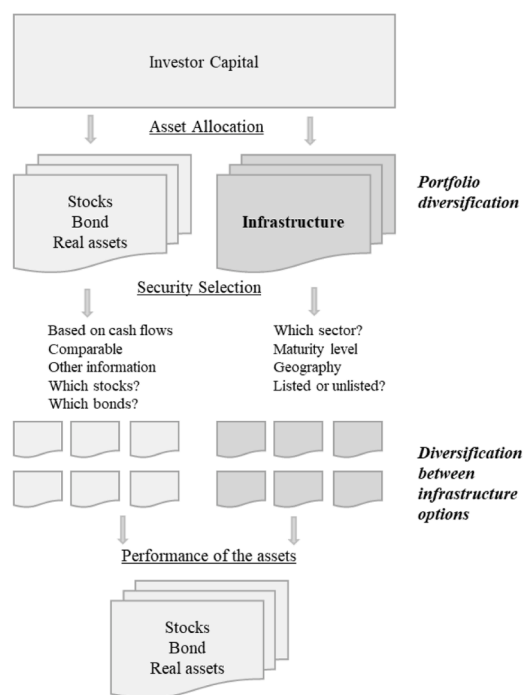 Investor Capital
Asset Allocation
Stocks
Bond
Real assets
Infrastructure
Portfolio
diversification
Security Selection
Based on cash flows
Comparable
Other information
Which stocks?
Which bonds?
Which sector?
Maturity level
Geography
Listed or unlisted?
Diversification
between
infrastructure
options
Performance of the assets
Stocks
Bond
Real assets